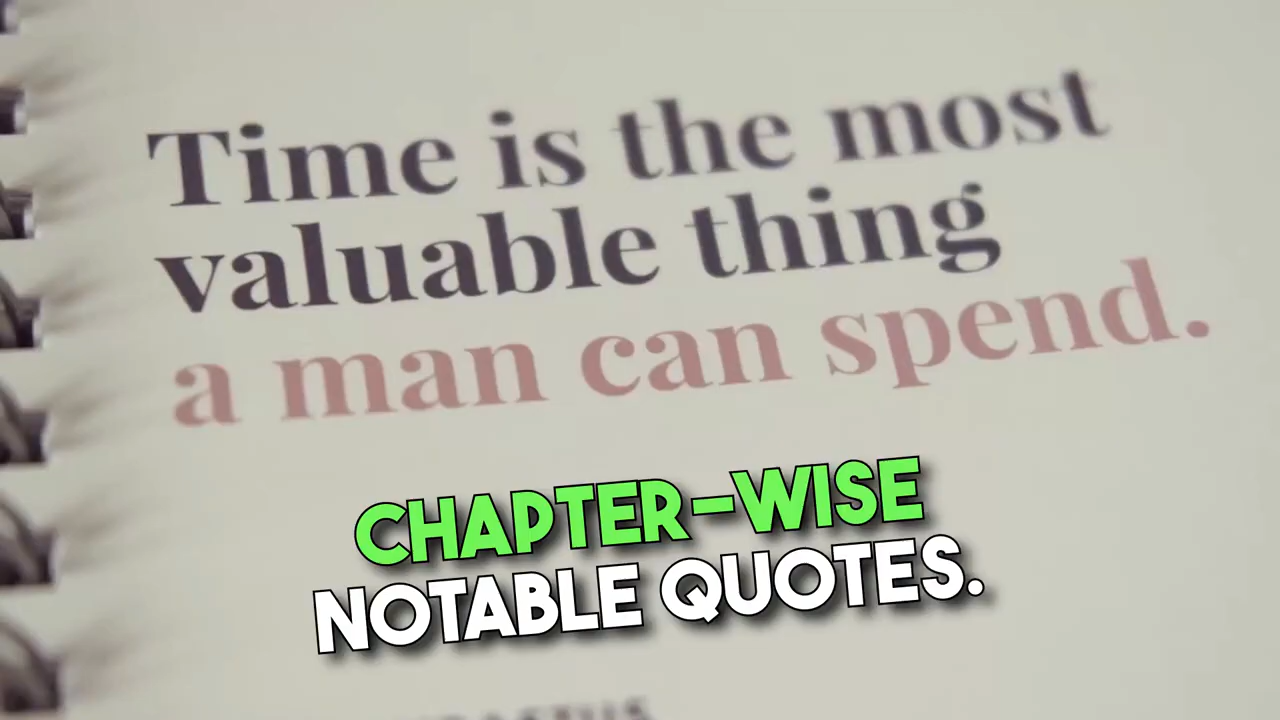 Time is the most
valuable thing
a man can spend.
CHAPTER-WISE
NOTABLE QUOTES.